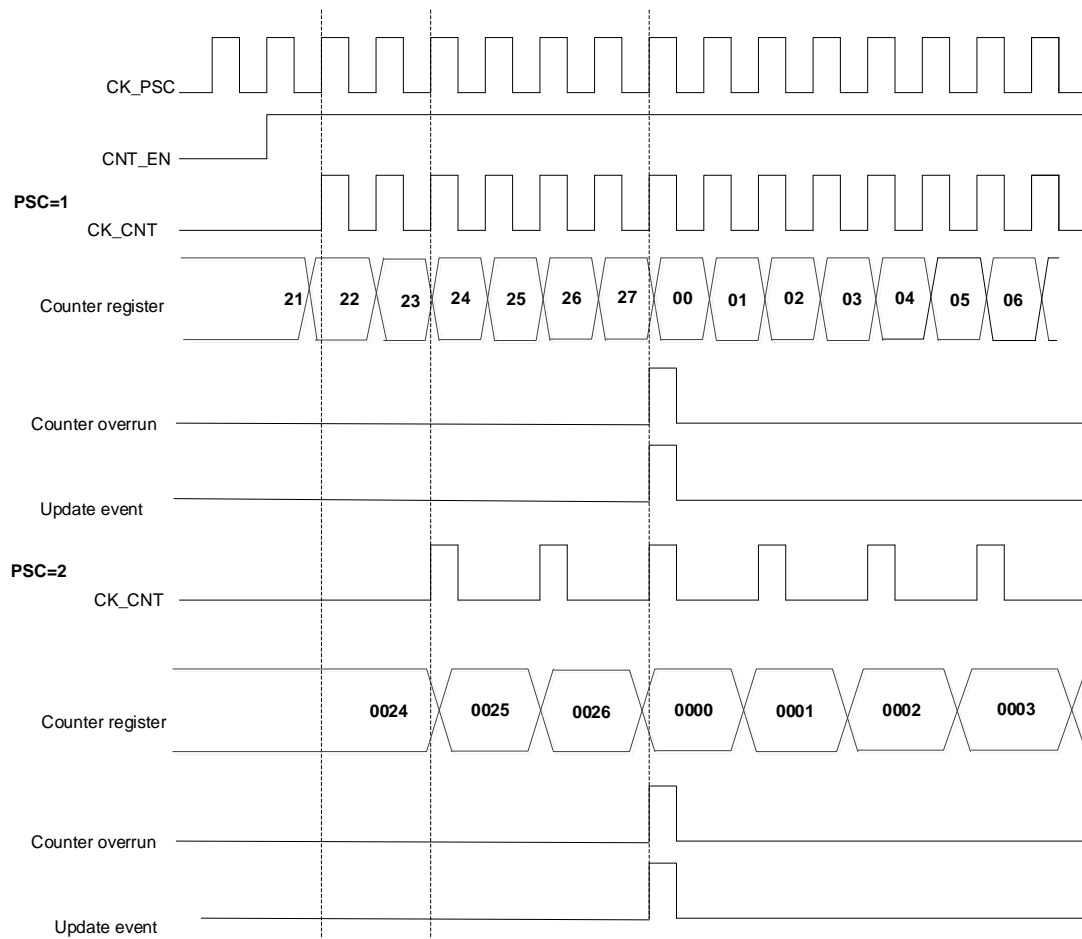 CK_PSC
CNT_EN
PSC=1
CK_CNT
Counter register
21 22 23 24 25 26 27 00 01 02 03 04 05 06
Counter overrun
Update event
PSC=2
CK_CNT
Counter register
0024 0025 0026 0000 0001 0002 0003
Counter overrun
Update event